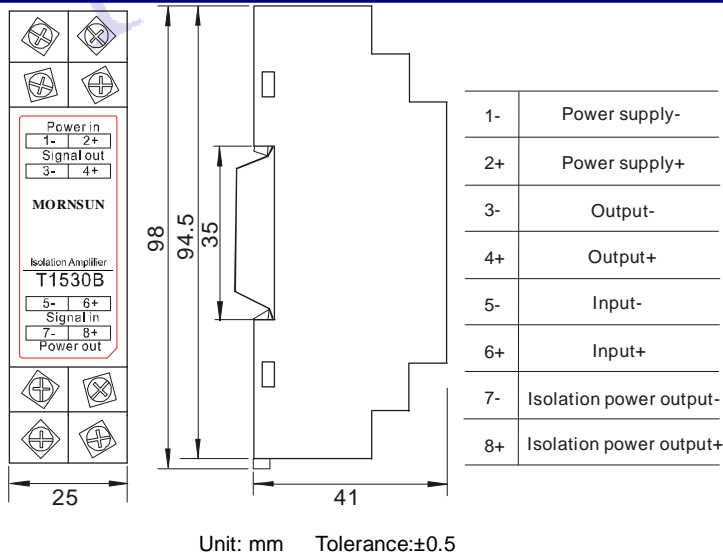 Power in
1- 2+
Signal out
3- 4+
MORNSUN
Isolation Amplifier
T1530B
5- 6+
Signal in
7- 8+
Power out
25
98
94.5
35
41
1- Power supply-
2+ Power supply+
3- Output-
4+ Output+
5- Input-
6+ Input+
7- Isolation power output-
8+ Isolation power output+
Unit: mm Tolerance:±0.5